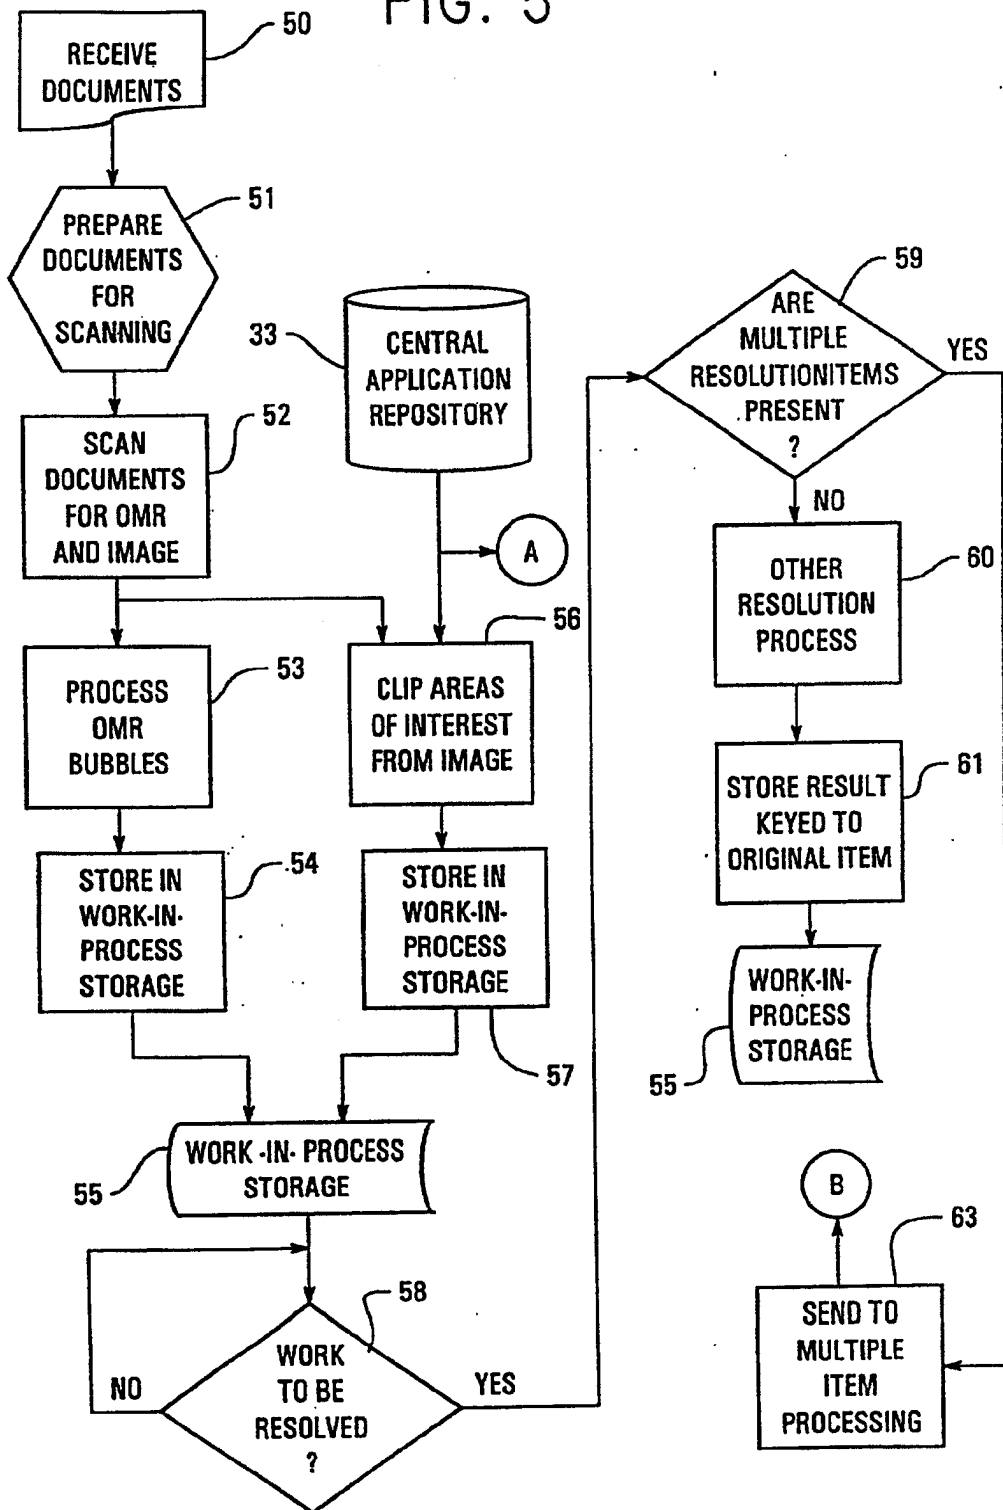 FIG. 5
50
RECEIVE
DOCUMENTS
51
PREPARE
DOCUMENTS
FOR
SCANNING
52
SCAN
DOCUMENTS
FOR OMR
AND IMAGE
33
CENTRAL
APPLICATION
REPOSITORY
A
53
PROCESS
OMR
BUBBLES
56
CLIP AREAS
OF INTEREST
FROM IMAGE
54
STORE IN
WORK-IN-
PROCESS
STORAGE
STORE IN
WORK-IN-
PROCESS
STORAGE
57
WORK-IN-PROCESS
STORAGE
55
58
WORK
TO BE
RESOLVED
?
NO
YES
59
ARE
MULTIPLE
RESOLUTIONITEMS
PRESENT
?
YES
NO
60
OTHER
RESOLUTION
PROCESS
61
STORE RESULT
KEYED TO
ORIGINAL ITEM
WORK-IN-
PROCESS
STORAGE
55
B
63
SEND TO
MULTIPLE
ITEM
PROCESSING